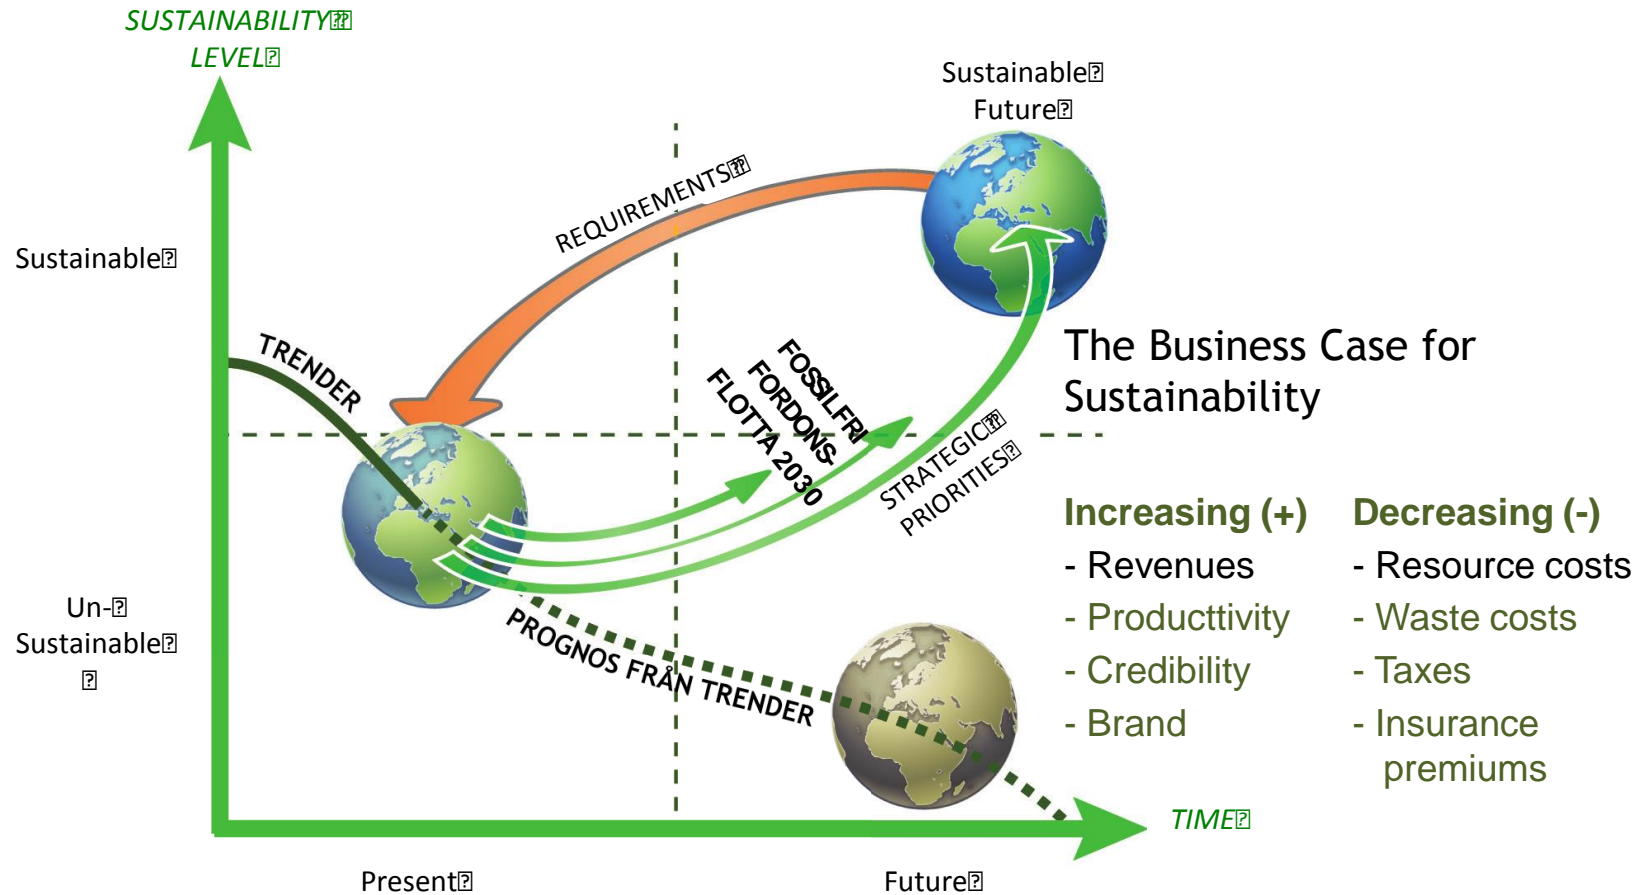 SUSTAINABILITY⍰⍰
LEVEL⍰
Sustainable⍰
Future⍰
REQUIREMENTS⍰⍰
Sustainable⍰
TRENDER
FOSSILFRI
FORDONS-
FLOTTA 2030
STRATEGIC⍰⍰
PRIORITIES⍰
The Business Case for
Sustainability
Increasing (+)
- Revenues
- Producttivity
- Credibility
- Brand
Decreasing (-)
- Resource costs
- Waste costs
- Taxes
- Insurance
premiums
Un-⍰
Sustainable⍰
⍰
PROGNOS FRÅN TRENDER
TIME⍰
Present⍰
Future⍰